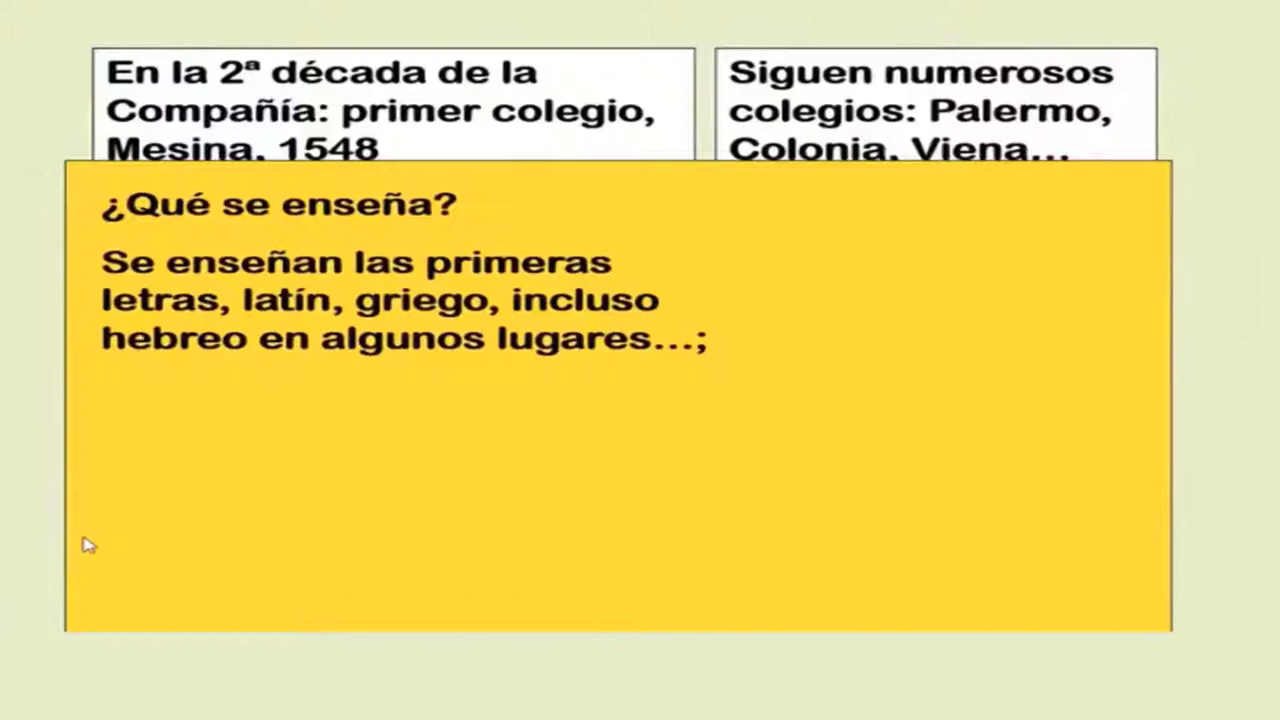 En la 2ª década de la
Compañía: primer colegio,
Mesina, 1548
Siguen numerosos
colegios: Palermo,
Colonia, Viena...
¿Qué se enseña?
Se enseñan las primeras
letras, latín, griego, incluso
hebreo en algunos lugares...;